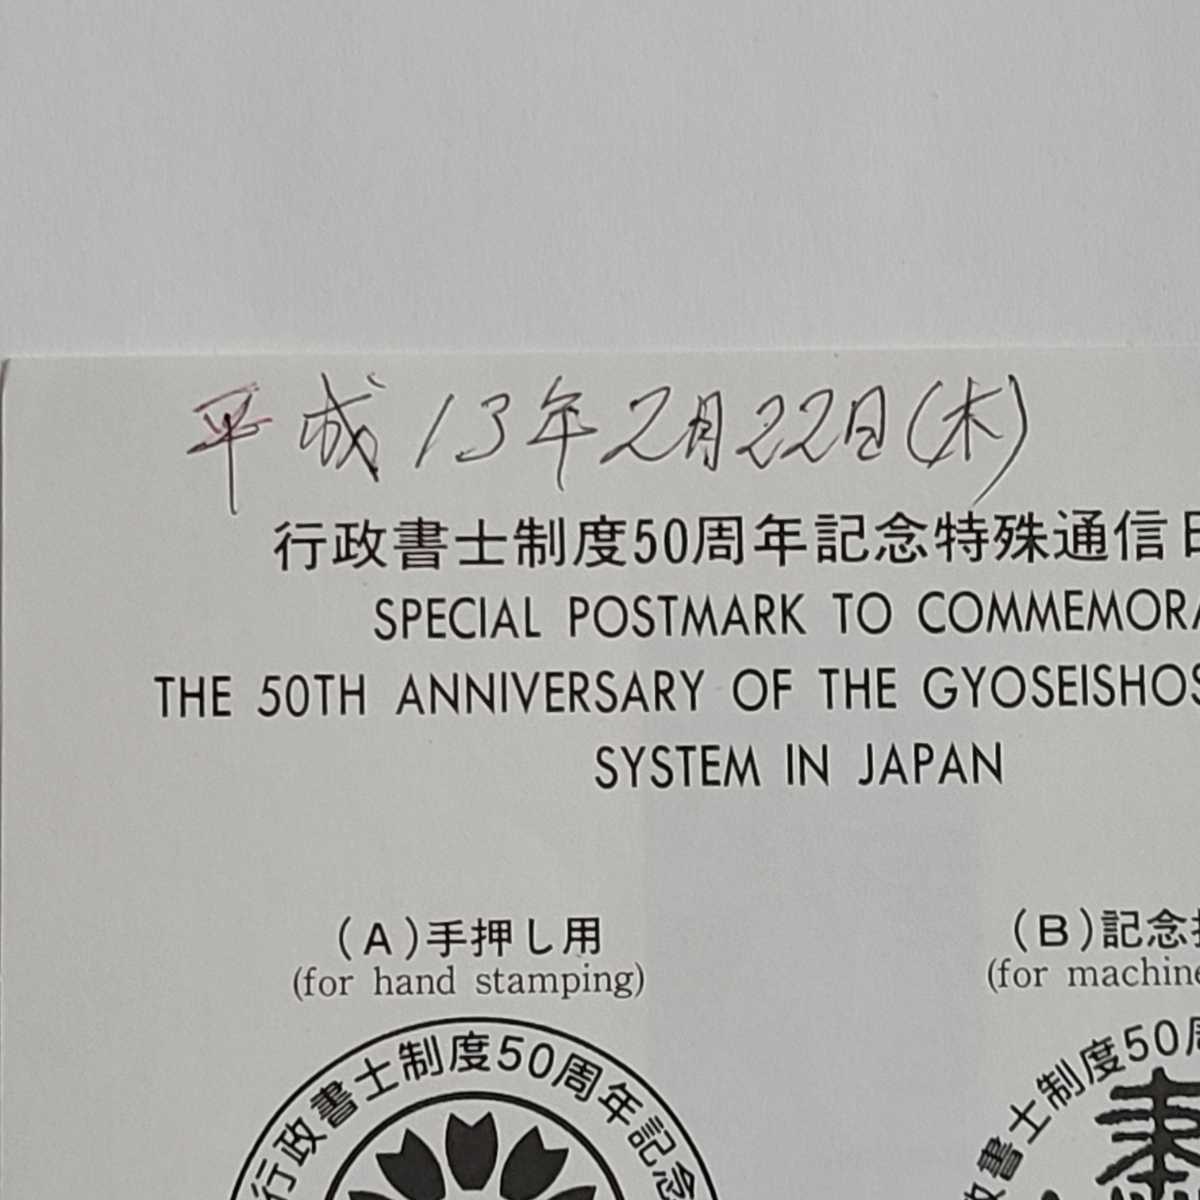 平成13年2月22日(木)
行政書士制度50周年記念特殊通信日
SPECIAL POSTMARK TO COMMEMORA
THE 50TH ANNIVERSARY OF THE GYOSEISHOS
SYSTEM IN JAPAN
(A)手押し用
(for hand stamping)
(B)記念押
(for machine
行政書士制度50周年記念
政書士制度50周